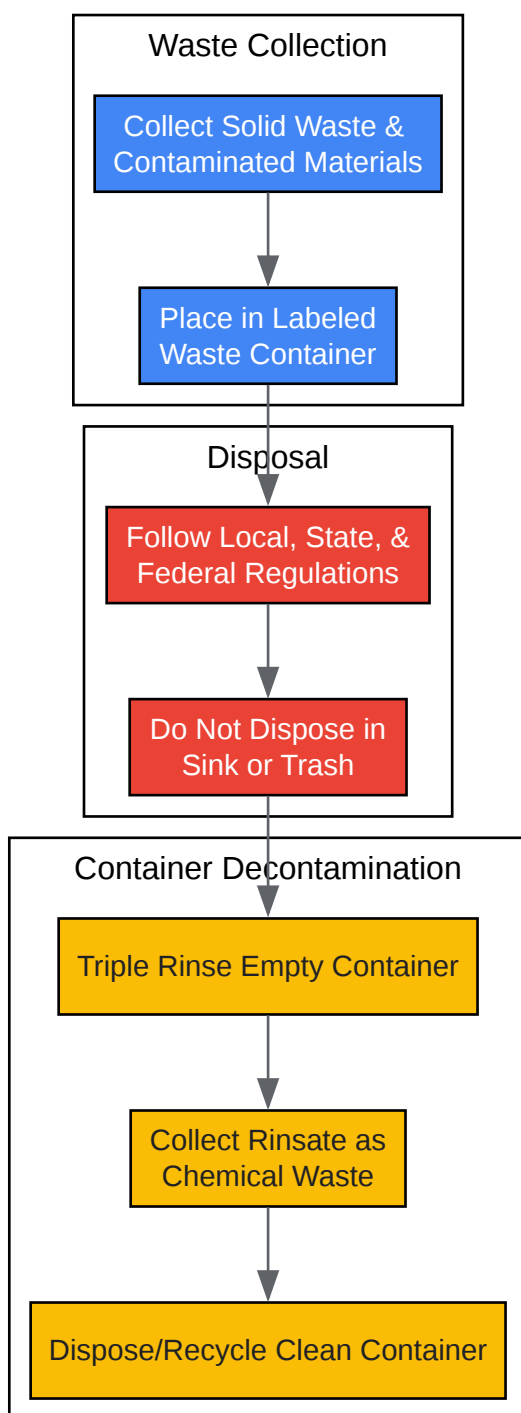 Waste Collection
Collect Solid Waste &
Contaminated Materials
Place in Labeled
Waste Container
Disposal
Follow Local, State, &
Federal Regulations
Do Not Dispose in
Sink or Trash
Container Decontamination
Triple Rinse Empty Container
Collect Rinsate as
Chemical Waste
Dispose/Recycle Clean Container